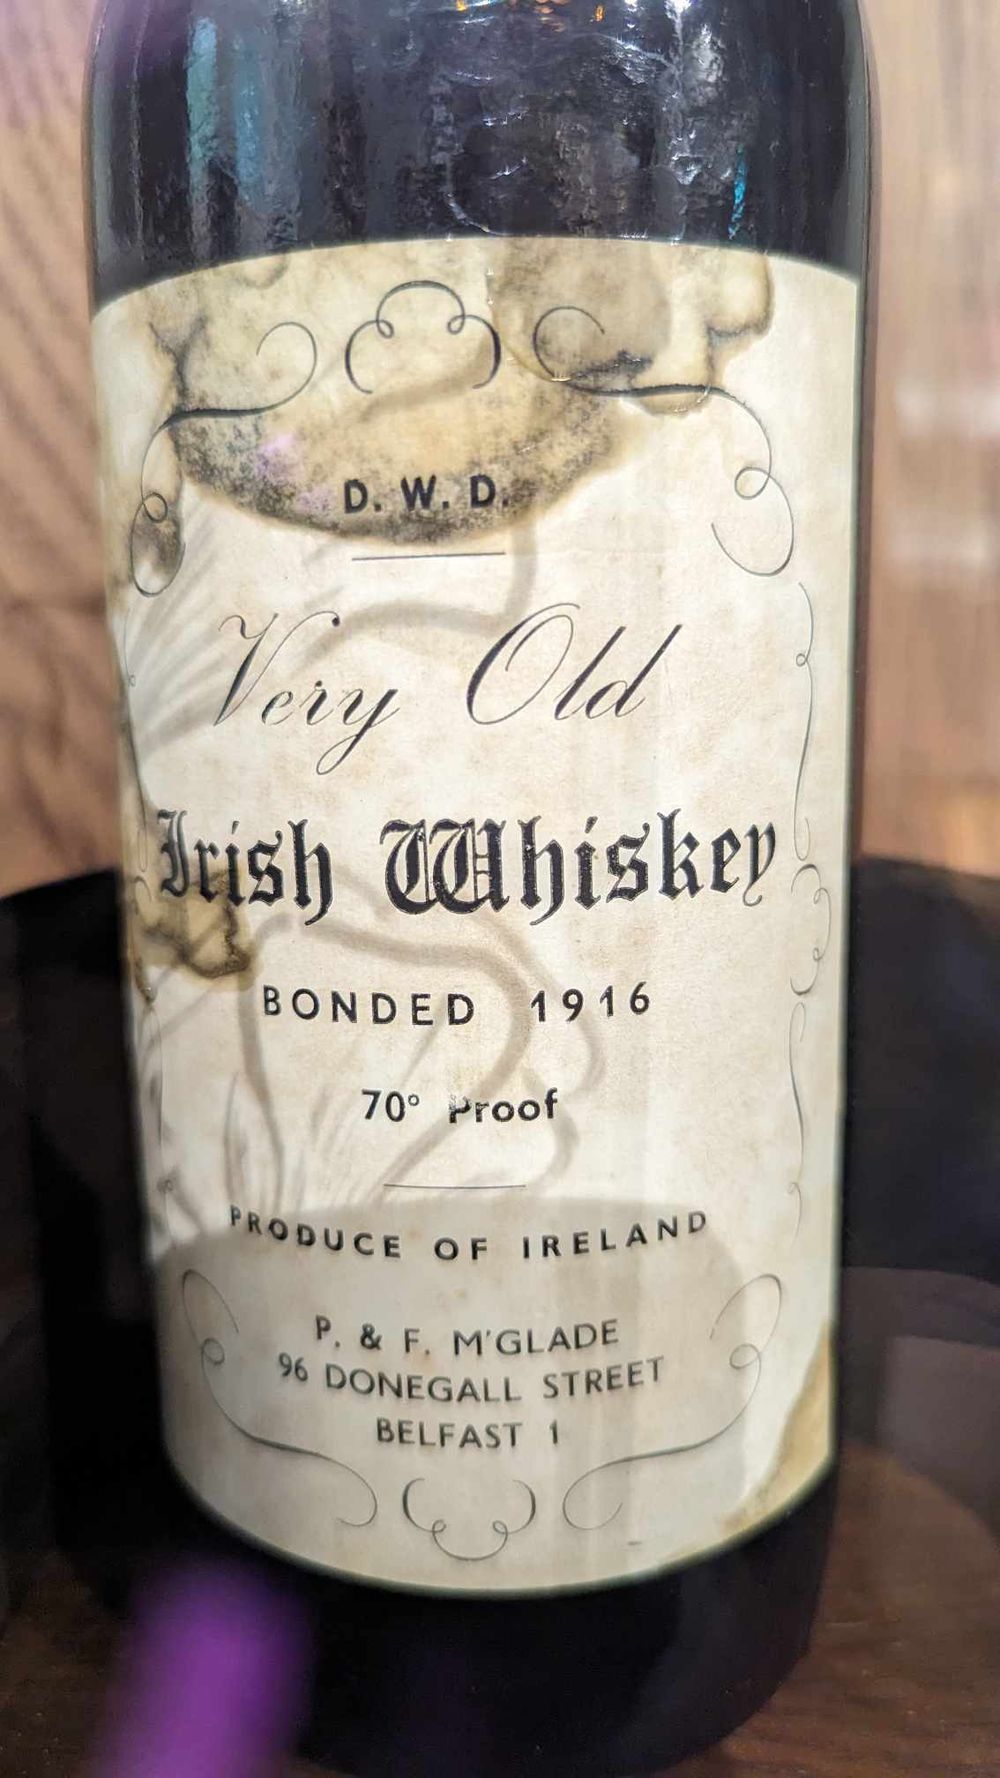 D. W. D.
Very Old
Irish Whiskey
BONDED 1916
70° Proof
PRODUCE OF IRELAND
P. & F. M'GLADE
96 DONEGALL STREET
BELFAST 1